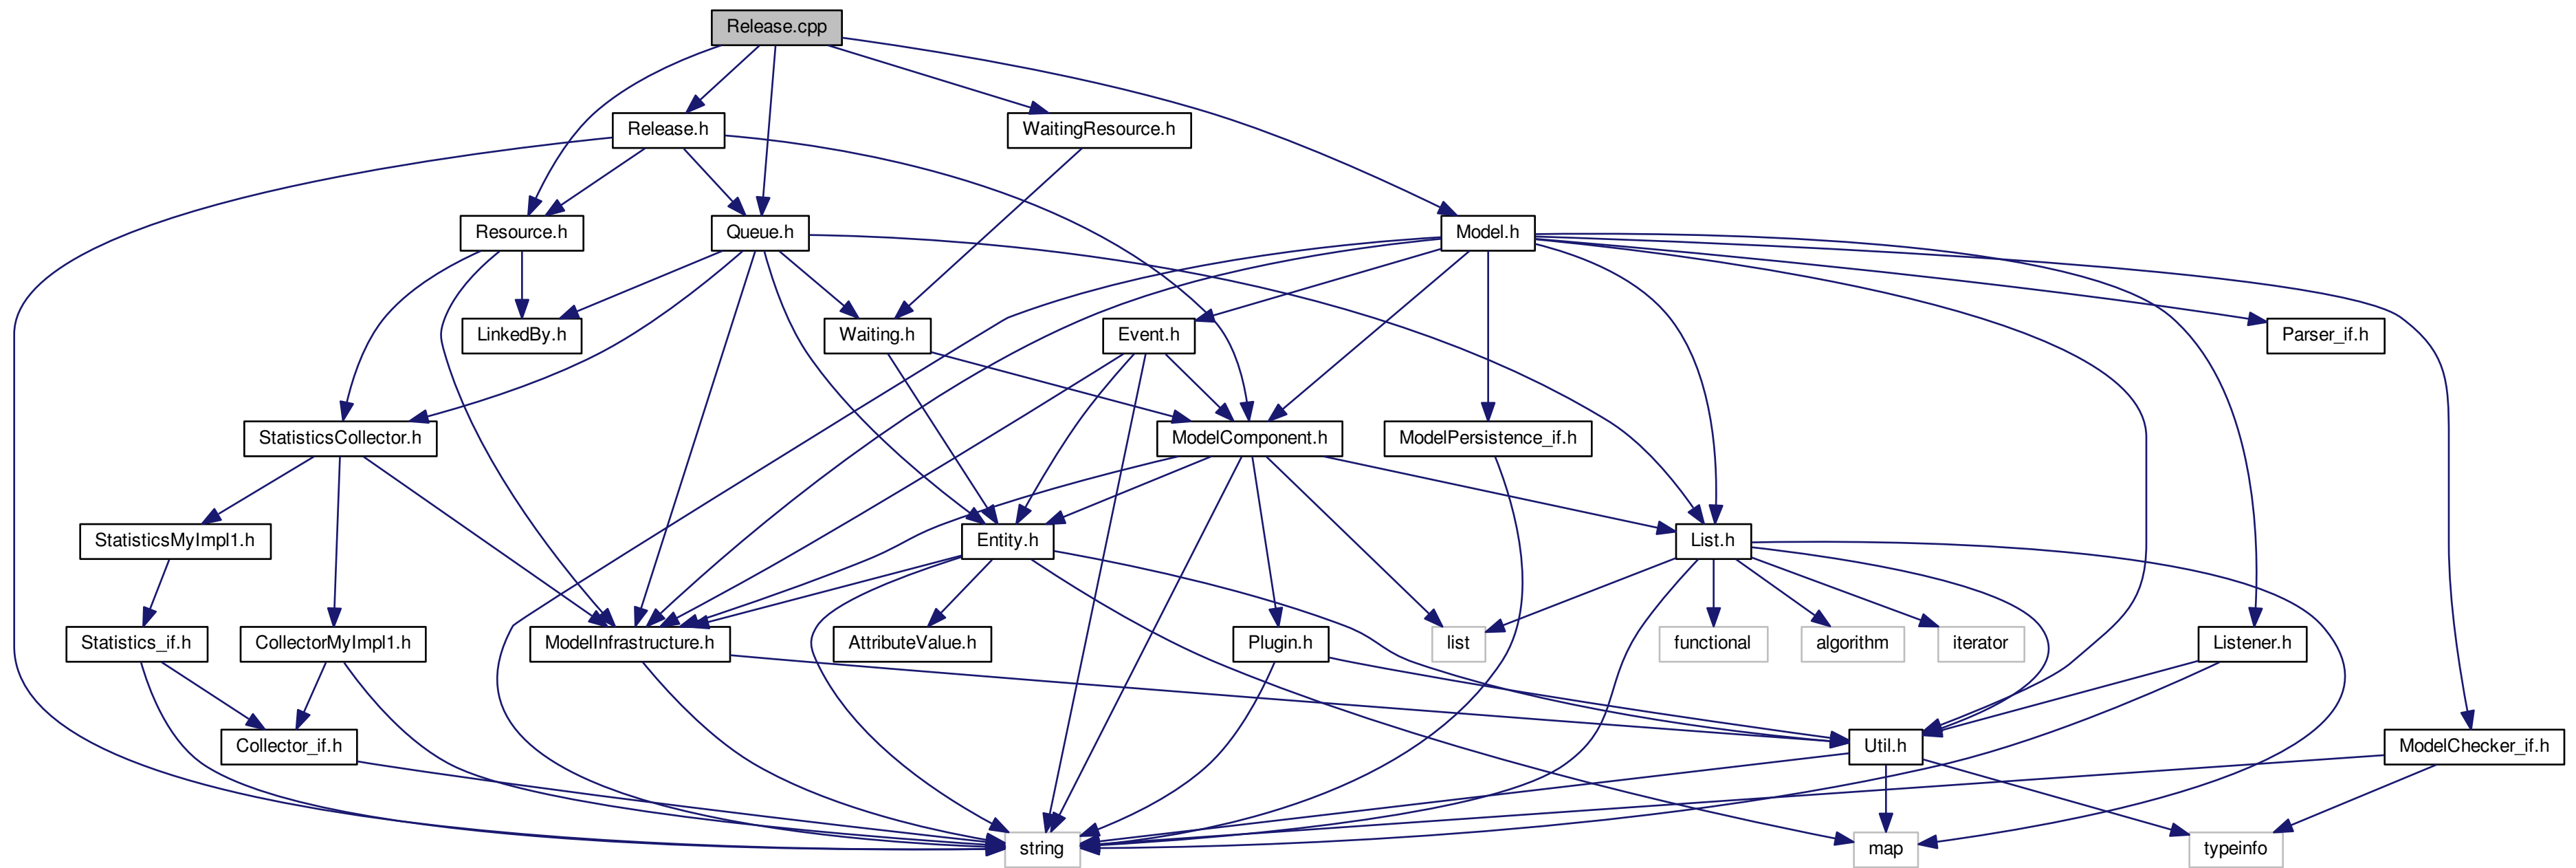 Release.cpp
Release.h
WaitingResource.h
Resource.h
Queue.h
Model.h
LinkedBy.h
Waiting.h
Event.h
Parser_if.h
StatisticsCollector.h
ModelComponent.h
ModelPersistence_if.h
StatisticsMyImpl1.h
Entity.h
List.h
Statistics_if.h
CollectorMyImpl1.h
ModelInfrastructure.h
AttributeValue.h
Plugin.h
list
functional
algorithm
iterator
Listener.h
Collector_if.h
Util.h
ModelChecker_if.h
string
map
typeinfo